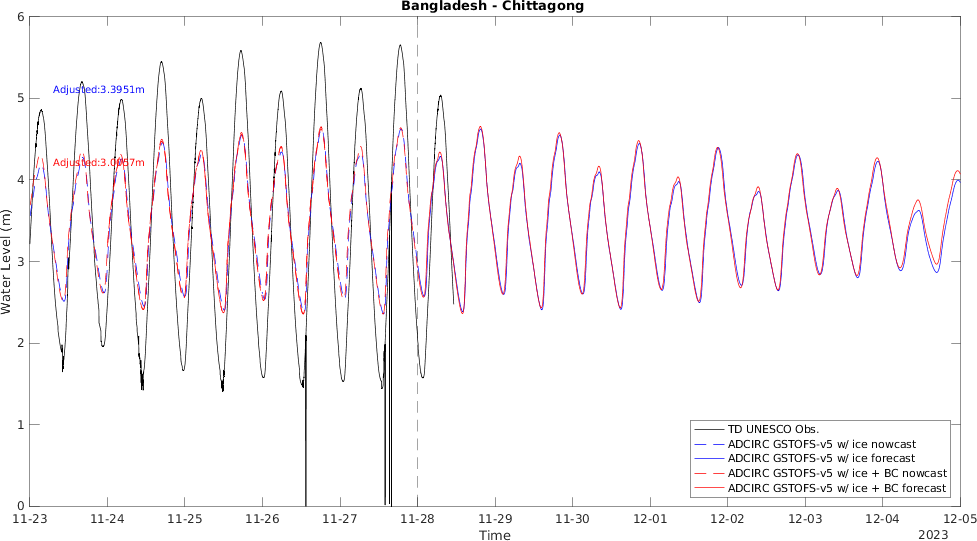 Bangladesh - Chittagong
6
5
4
3
2
1
0
Water Level (m)
Adjusted:3.3951m
TD UNESCO Obs.
ADCIRC GSTOFS-v5 w/ ice nowcast
ADCIRC GSTOFS-v5 w/ ice forecast
ADCIRC GSTOFS-v5 w/ ice + BC nowcast
ADCIRC GSTOFS-v5 w/ ice + BC forecast
11-23 11-24 11-25 11-26 11-27 11-28 11-29 11-30 12-01 12-02 12-03 12-04 12-05
Time
2023